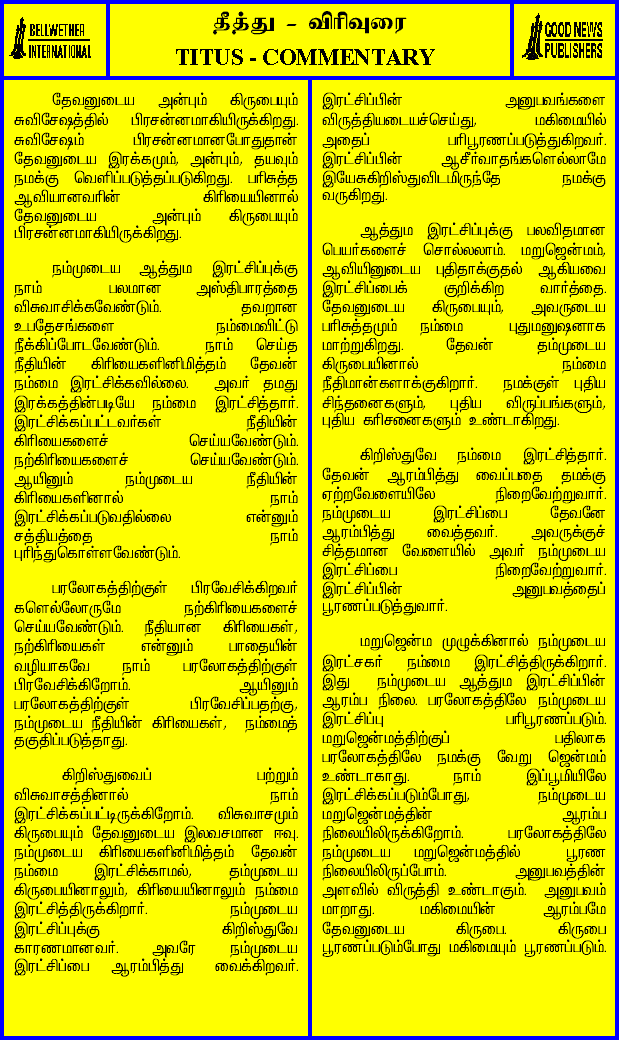 BELLWETHER
INTERNATIONAL
தீத்து - விரிவுரை
TITUS - COMMENTARY
GOOD NEWS
PUBLISHERS
தேவனுடைய அன்பும் கிருபையும்
சுவிசேஷத்தில் பிரசன்னமாகியிருக்கிறது.
சுவிசேஷம் பிரசன்னமானபோதுதான்
தேவனுடைய இரக்கமும், அன்பும், தயவும்
நமக்கு வெளிப்படுத்தப்படுகிறது. பரிசுத்த
ஆவியானவரின் கிரியையினால்
தேவனுடைய அன்பும் கிருபையும்
பிரசன்னமாகியிருக்கிறது.
நம்முடைய ஆத்தும இரட்சிப்புக்கு
நாம் பலமான அஸ்திபாரத்தை
விசுவாசிக்கவேண்டும். தவறான
உபதேசங்களை நம்மைவிட்டு
நீக்கிப்போடவேண்டும். நாம் செய்த
நீதியின் கிரியைகளினிமித்தம் தேவன்
நம்மை இரட்சிக்கவில்லை. அவர் தமது
இரக்கத்தின்படியே நம்மை இரட்சித்தார்.
இரட்சிக்கப்பட்டவர்கள் நீதியின்
கிரியைகளைச் செய்யவேண்டும்.
நற்கிரியைகளைச் செய்யவேண்டும்.
ஆயினும் நம்முடைய நீதியின்
கிரியைகளினால் நாம்
இரட்சிக்கப்படுவதில்லை என்னும்
சத்தியத்தை நாம்
புரிந்துகொள்ளவேண்டும்.
பரலோகத்திற்குள் பிரவேசிக்கிறவர்
களெல்லோருமே நற்கிரியைகளைச்
செய்யவேண்டும். நீதியான கிரியைகள்,
நற்கிரியைகள் என்னும் பாதையின்
வழியாகவே நாம் பரலோகத்திற்குள்
பிரவேசிக்கிறோம். ஆயினும்
பரலோகத்திற்குள் பிரவேசிப்பதற்கு,
நம்முடைய நீதியின் கிரியைகள், நம்மைத்
தகுதிப்படுத்தாது.
கிறிஸ்துவைப் பற்றும்
விசுவாசத்தினால் நாம்
இரட்சிக்கப்பட்டிருக்கிறோம். விசுவாசமும்
கிருபையும் தேவனுடைய இலவசமான ஈவு.
நம்முடைய கிரியைகளினிமித்தம் தேவன்
நம்மை இரட்சிக்காமல், தம்முடைய
கிருபையினாலும், கிரியையினாலும் நம்மை
இரட்சித்திருக்கிறார். நம்முடைய
இரட்சிப்புக்கு கிறிஸ்துவே
காரணமானவர். அவரே நம்முடைய
இரட்சிப்பை ஆரம்பித்து வைக்கிறவர்.
இரட்சிப்பின் அனுபவங்களை
விருத்தியடையச்செய்து, மகிமையில்
அதைப் பரிபூரணப்படுத்துகிறவர்.
இரட்சிப்பின் ஆசீர்வாதங்களெல்லாமே
இயேசுகிறிஸ்துவிடமிருந்தே நமக்கு
வருகிறது.
ஆத்தும இரட்சிப்புக்கு பலவிதமான
பெயர்களைச் சொல்லலாம். மறுஜென்மம்,
ஆவியினுடைய புதிதாக்குதல் ஆகியவை
இரட்சிப்பைக் குறிக்கிற வார்த்தை.
தேவனுடைய கிருபையும், அவருடைய
பரிசுத்தமும் நம்மை புதுமனுஷனாக
மாற்றுகிறது. தேவன் தம்முடைய
கிருபையினால் நம்மை
நீதிமான்களாக்குகிறார். நமக்குள் புதிய
சிந்தனைகளும், புதிய விருப்பங்களும்,
புதிய கரிசனைகளும் உண்டாகிறது.
கிறிஸ்துவே நம்மை இரட்சித்தார்.
தேவன் ஆரம்பித்து வைப்பதை தமக்கு
ஏற்றவேளையிலே நிறைவேற்றுவார்.
நம்முடைய இரட்சிப்பை தேவனே
ஆரம்பித்து வைத்தவர். அவருக்குச்
சித்தமான வேளையில் அவர் நம்முடைய
இரட்சிப்பை நிறைவேற்றுவார்.
இரட்சிப்பின் அனுபவத்தைப்
பூரணப்படுத்துவார்.
மறுஜென்ம முழுக்கினால் நம்முடைய
இரட்சகர் நம்மை இரட்சித்திருக்கிறார்.
இது நம்முடைய ஆத்தும இரட்சிப்பின்
ஆரம்ப நிலை. பரலோகத்திலே நம்முடைய
இரட்சிப்பு பரிபூரணப்படும்.
மறுஜென்மத்திற்குப் பதிலாக
பரலோகத்திலே நமக்கு வேறு ஜென்மம்
உண்டாகாது. நாம் இப்பூமியிலே
இரட்சிக்கப்படும்போது, நம்முடைய
மறுஜென்மத்தின் ஆரம்ப
நிலையிலிருக்கிறோம். பரலோகத்திலே
நம்முடைய மறுஜென்மத்தில் பூரண
நிலையிலிருப்போம். அனுபவத்தின்
அளவில் விருத்தி உண்டாகும். அனுபவம்
மாறாது. மகிமையின் ஆரம்பமே
தேவனுடைய கிருபை. கிருபை
பூரணப்படும்போது மகிமையும் பூரணப்படும்.